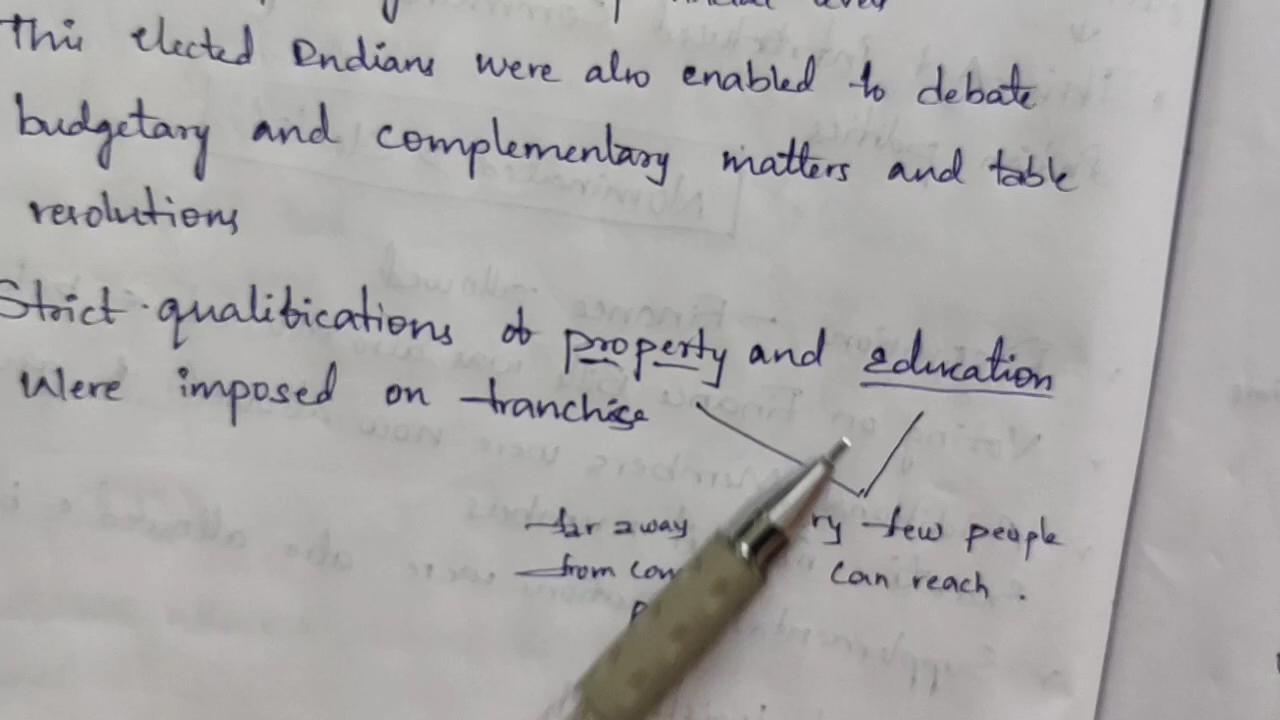 This elected Indians were also enabled to debate
budgetary and complementary matters and table
resolutions
Strict qualifications of property and education
Were imposed on franchise
far away few people
from can reach.